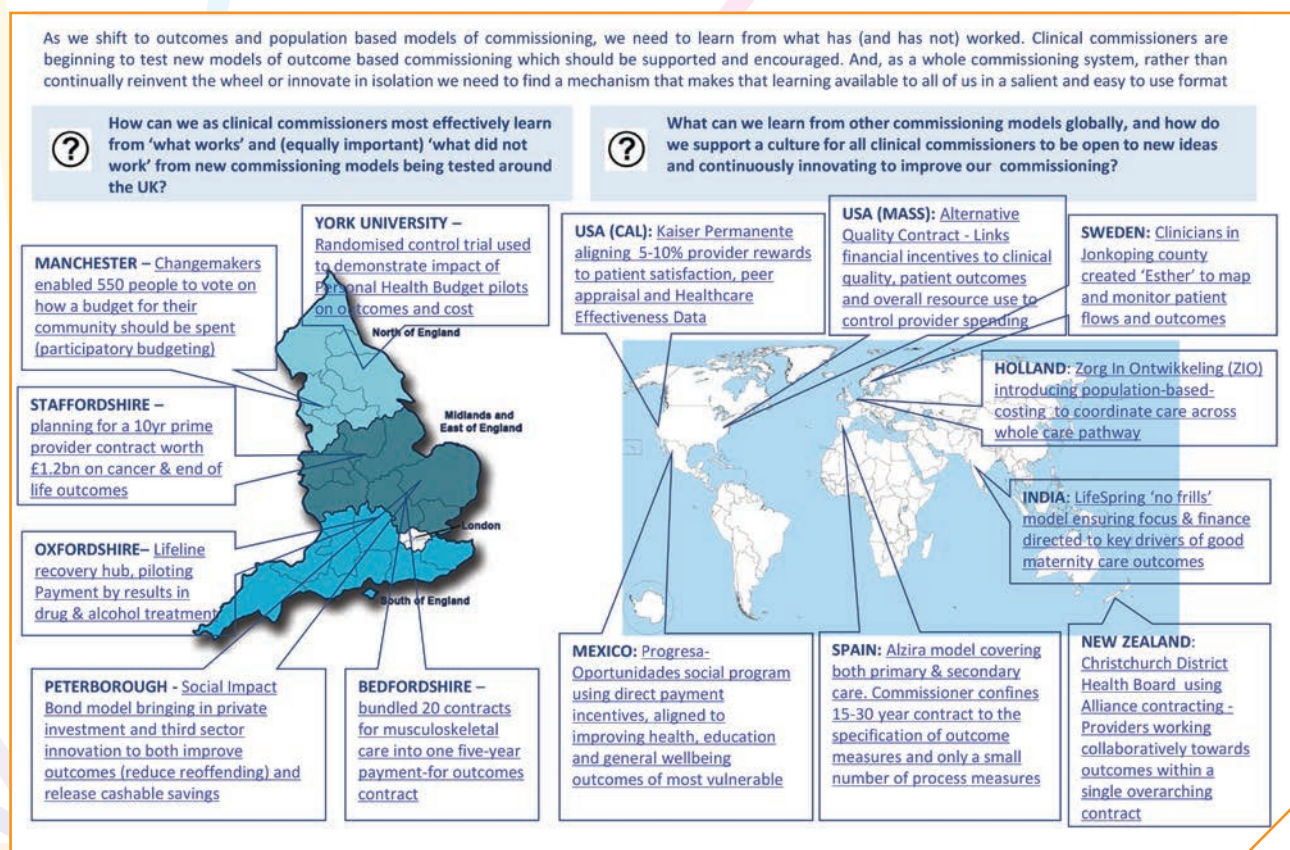 As we shift to outcomes and population based models of commissioning, we need to learn from what has (and has not) worked. Clinical commissioners are
beginning to test new models of outcome based commissioning which should be supported and encouraged. And, as a whole commissioning system, rather than
continually reinvent the wheel or innovate in isolation we need to find a mechanism that makes that learning available to all of us in a salient and easy to use format
?
How can we as clinical commissioners most effectively learn
from ‘what works’ and (equally important) ‘what did not
work’ from new commissioning models being tested around
the UK?
?
What can we learn from other commissioning models globally, and how do
we support a culture for all clinical commissioners to be open to new ideas
and continuously innovating to improve our commissioning?
YORK UNIVERSITY –
Randomised control trial used
to demonstrate impact of
Personal Health Budget pilots
on outcomes and cost
MANCHESTER – Changemakers
enabled 550 people to vote on
how a budget for their
community should be spent
(participatory budgeting)
STAFFORDSHIRE –
planning for a 10yr prime
provider contract worth
£1.2bn on cancer & end of
life outcomes
OXFORDSHIRE– Lifeline
recovery hub, piloting
Payment by results in
drug & alcohol treatment
PETERBOROUGH - Social Impact
Bond model bringing in private
investment and third sector
innovation to both improve
outcomes (reduce reoffending) and
release cashable savings
BEDFORDSHIRE –
bundled 20 contracts
for musculoskeletal
care into one five-year
payment-for outcomes
contract
North of England
Midlands and
East of England
London
South of England
USA (CAL): Kaiser Permanente
aligning 5-10% provider rewards
to patient satisfaction, peer
appraisal and Healthcare
Effectiveness Data
USA (MASS): Alternative
Quality Contract - Links
financial incentives to clinical
quality, patient outcomes
and overall resource use to
control provider spending
SWEDEN: Clinicians in
Jonkoping county
created ‘Esther’ to map
and monitor patient
flows and outcomes
HOLLAND: Zorg In Ontwikkeling (ZIO)
introducing population-based-
costing to coordinate care across
whole care pathway
INDIA: LifeSpring ‘no frills’
model ensuring focus & finance
directed to key drivers of good
maternity care outcomes
MEXICO: Progresa-
Oportunidades social program
using direct payment
incentives, aligned to
improving health, education
and general wellbeing
outcomes of most vulnerable
SPAIN: Alzira model covering
both primary & secondary
care. Commissioner confines
15-30 year contract to the
specification of outcome
measures and only a small
number of process measures
NEW ZEALAND:
Christchurch District
Health Board using
Alliance contracting -
Providers working
collaboratively towards
outcomes within a
single overarching
contract